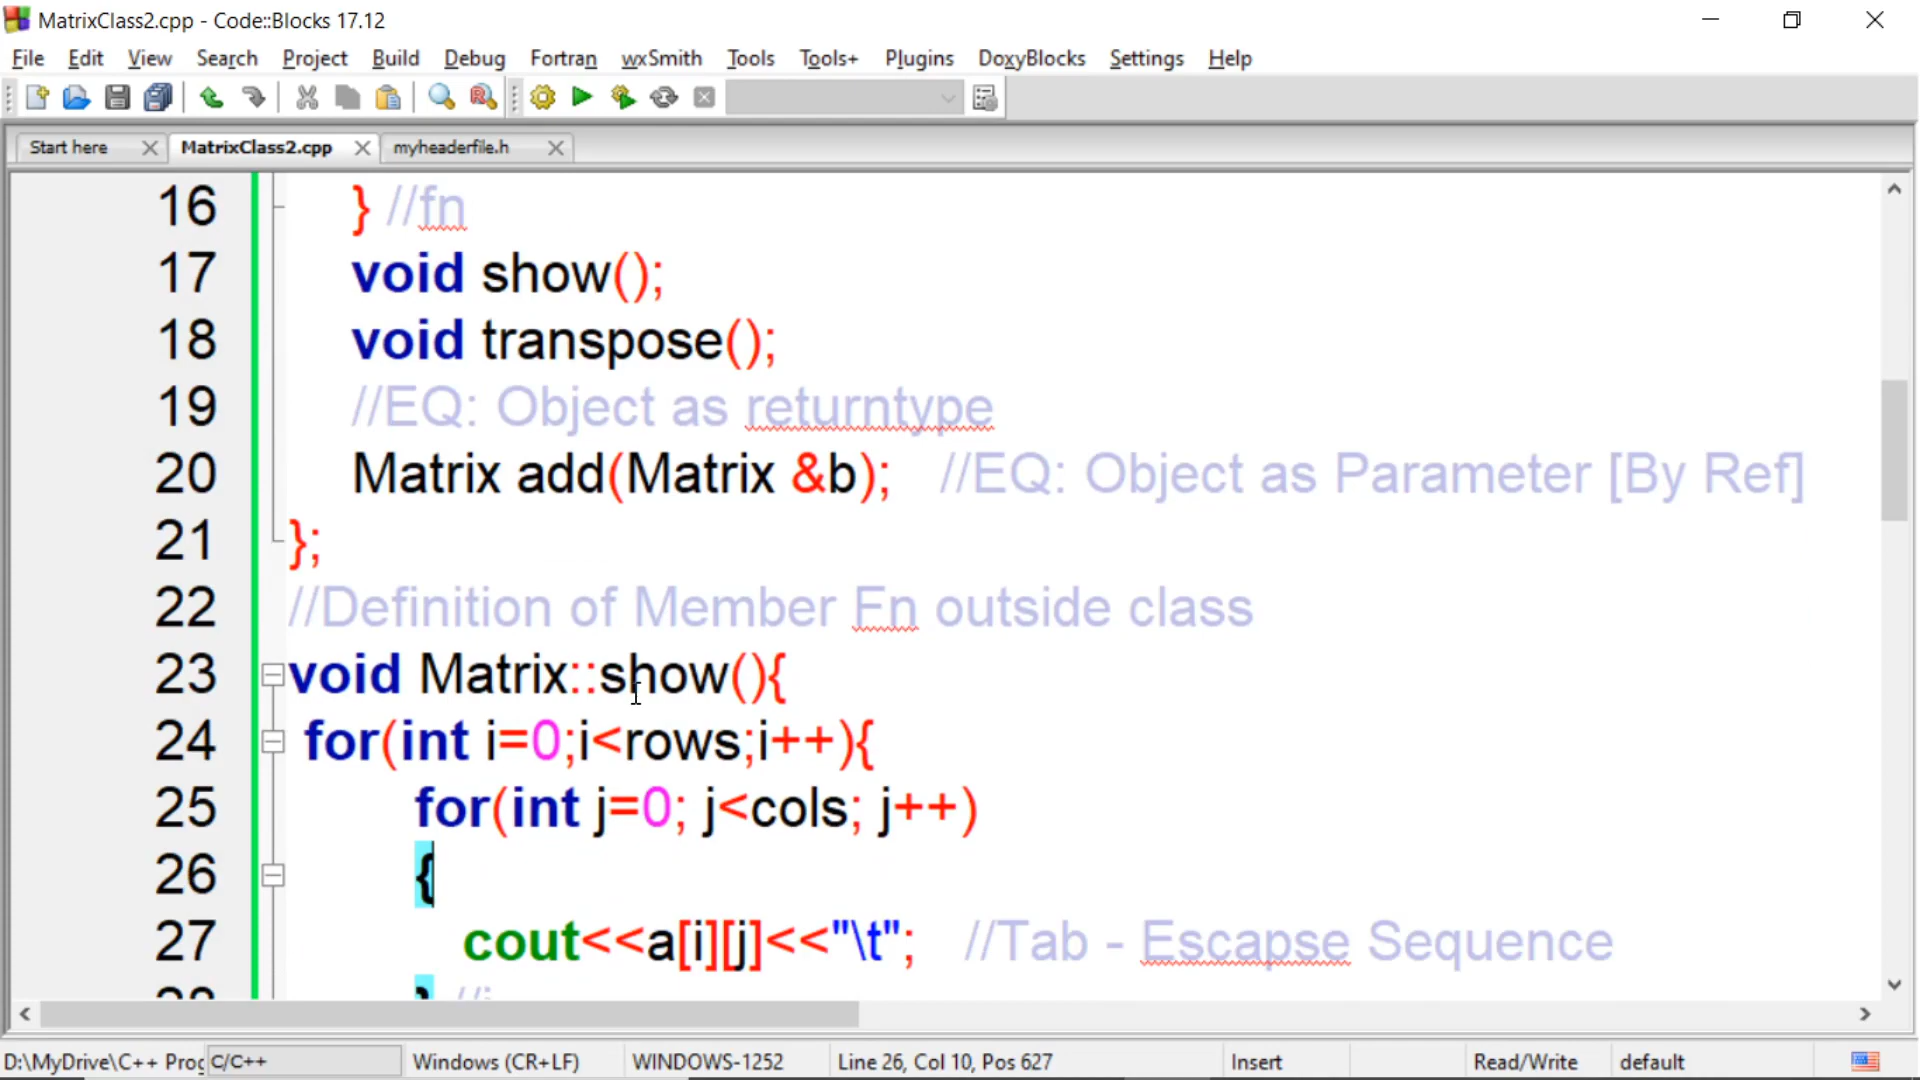 MatrixClass2.cpp - Code::Blocks 17.12
File Edit View Search Project Build Debug Fortran wxSmith Tools Tools+ Plugins DoxyBlocks Settings Help
Start here MatrixClass2.cpp myheaderfile.h
16 } //fn
17 void show();
18 void transpose();
19 //EQ: Object as returntype
20 Matrix add(Matrix &b); //EQ: Object as Parameter [By Ref]
21 };
22 //Definition of Member Fn outside class
23 void Matrix::show(){
24 for(int i=0;i<rows;i++){
25 for(int j=0; j<cols; j++)
26 {
27 cout<<a[i][j]<<"\t"; //Tab - Escapse Sequence
D:\MyDrive\C++ Prog C/C++ Windows (CR+LF) WINDOWS-1252 Line 26, Col 10, Pos 627 Insert Read/Write default